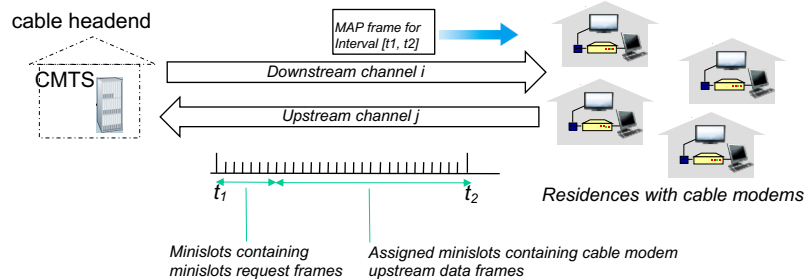 cable headend
MAP frame for
Interval [t1, t2]
CMTS
Downstream channel i
Upstream channel j
t1
t2
Residences with cable modems
Minislots containing
minislots request frames
Assigned minislots containing cable modem
upstream data frames